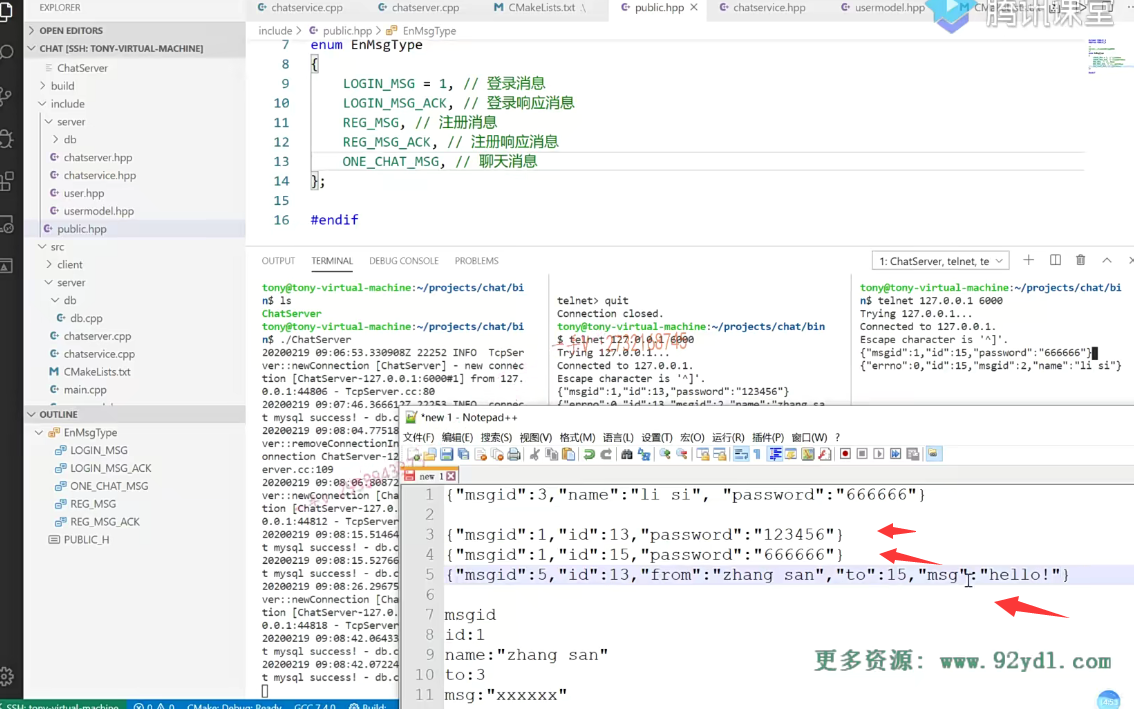 EXPLORER
OPEN EDITORS
CHAT [SSH: TONY-VIRTUAL-MACHINE]
ChatServer
build
include
server
db
chatserver.hpp
chatservice.hpp
user.hpp
usermodel.hpp
public.hpp
src
client
server
db
db.cpp
chatserver.cpp
chatservice.cpp
CMakeLists.txt
main.cpp
OUTLINE
EnMsgType
LOGIN_MSG
LOGIN_MSG_ACK
ONE_CHAT_MSG
REG_MSG
REG_MSG_ACK
PUBLIC_H
chatservice.cpp chatserver.cpp CMakeLists.txt public.hpp chatservice.hpp usermodel.hpp CMakeLists.txt
腾讯课堂
include > public.hpp > EnMsgType
7 enum EnMsgType
8 {
9 LOGIN_MSG = 1, // 登录消息
10 LOGIN_MSG_ACK, // 登录响应消息
11 REG_MSG, // 注册消息
12 REG_MSG_ACK, // 注册响应消息
13 ONE_CHAT_MSG, // 聊天消息
14 };
15
16 #endif
OUTPUT TERMINAL DEBUG CONSOLE PROBLEMS
1: ChatServer, telnet, te
tony@tony-virtual-machine:~/projects/chat/bi
n$ ls
ChatServer
tony@tony-virtual-machine:~/projects/chat/bi
n$ ./ChatServer
20200219 09:06:53.330908Z 22252 INFO TcpSer
ver::newConnection [ChatServer] - new connec
tion [ChatServer-127.0.0.1:6000#1] from 127.
0.0.1:44806 - TcpServer.cc:80
20200219 09:07:46.366612
t mysql success! - db.c
20200219 09:08:04.77518
ver::removeConnectionIn
onnection ChatServer-12
erver.cc:109
ver::newConnection [Cha
tion [ChatServer-127.0.
0.0.1:44812 - TcpServer
20200219 09:08:15.51464
t mysql success! - db.c
20200219 09:08:15.52766
t mysql success! - db.c
20200219 09:08:26.29675
ver::newConnection [Cha
tion [ChatServer-127.0.
0.0.1:44818 - TcpServer
20200219 09:08:42.06433
t mysql success! - db.c
20200219 09:08:42.07224
t mysql success! - db.c
telnet> quit
Connection closed.
tony@tony-virtual-machine:~/projects/chat/bin
$ telnet 127.0.0.1 6000
Trying 127.0.0.1...
Connected to 127.0.0.1.
Escape character is '^]'.
{"msgid":1,"id":13,"password":"123456"}
{"errno":0,"id":13,"msgid":2,"name":"zhang sa
tony@tony-virtual-machine:~/projects/chat/bi
n$ telnet 127.0.0.1 6000
Trying 127.0.0.1...
Connected to 127.0.0.1.
Escape character is '^]'.
{"msgid":1,"id":15,"password":"666666"}
{"errno":0,"id":15,"msgid":2,"name":"li si"}
*new 1 - Notepad++
文件(F) 编辑(E) 搜索(S) 视图(V) 格式(M) 语言(L) 设置(T) 宏(O) 运行(R) 插件(P) 窗口(W) ?
new 1
1 {"msgid":3,"name":"li si", "password":"666666"}
2
3 {"msgid":1,"id":13,"password":"123456"}
4 {"msgid":1,"id":15,"password":"666666"}
5 {"msgid":5,"id":13,"from":"zhang san","to":15,"msg":"hello!"}
6
7 msgid
8 id:1
9 name:"zhang san"
10 to:3
11 msg:"xxxxxx"
更多资源: www.92yd1.com
SSH: tony-virtual-machine 0 0 CMake: Debug: Ready GCC 7.4.0 Build: